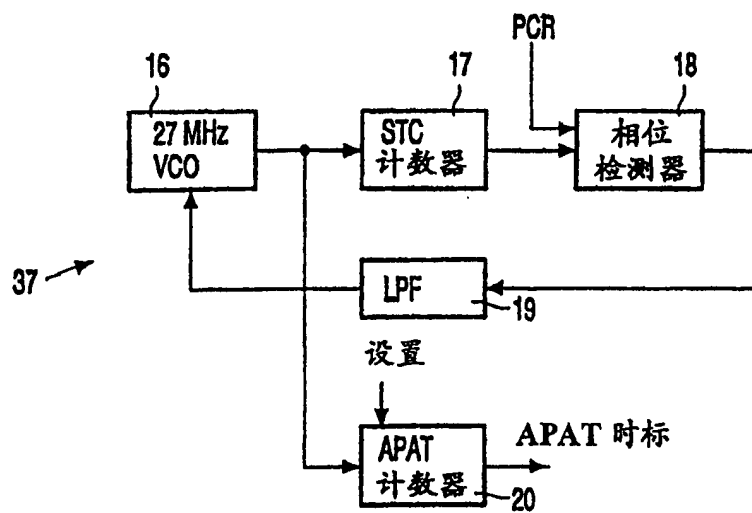 PCR
16
17
18
27 MHz
VCO
STC
计数器
相位
检测器
37
LPF
19
设置
APAT
计数器
20
APAT 时标